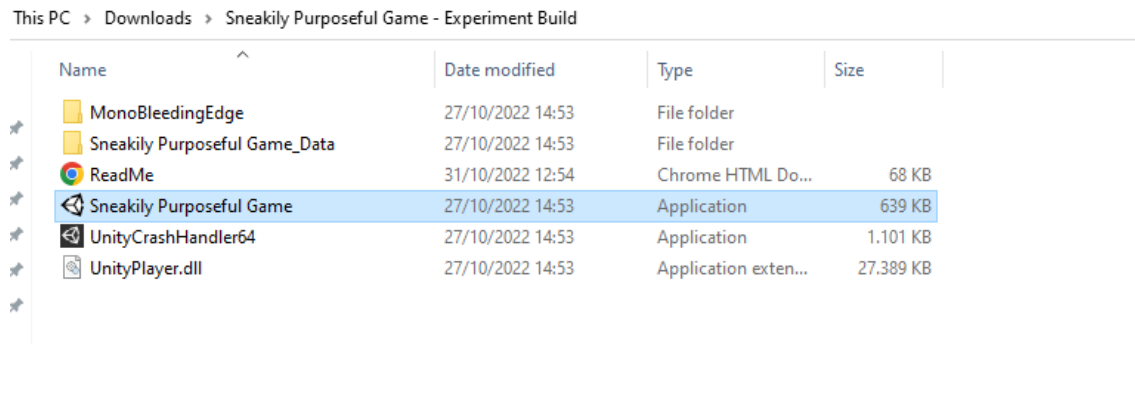 This PC > Downloads > Sneakily Purposeful Game - Experiment Build
Name Date modified Type Size
MonoBleedingEdge 27/10/2022 14:53 File folder
Sneakily Purposeful Game_Data 27/10/2022 14:53 File folder
ReadMe 31/10/2022 12:54 Chrome HTML Do... 68 KB
Sneakily Purposeful Game 27/10/2022 14:53 Application 639 KB
UnityCrashHandler64 27/10/2022 14:53 Application 1.101 KB
UnityPlayer.dll 27/10/2022 14:53 Application exten... 27.389 KB